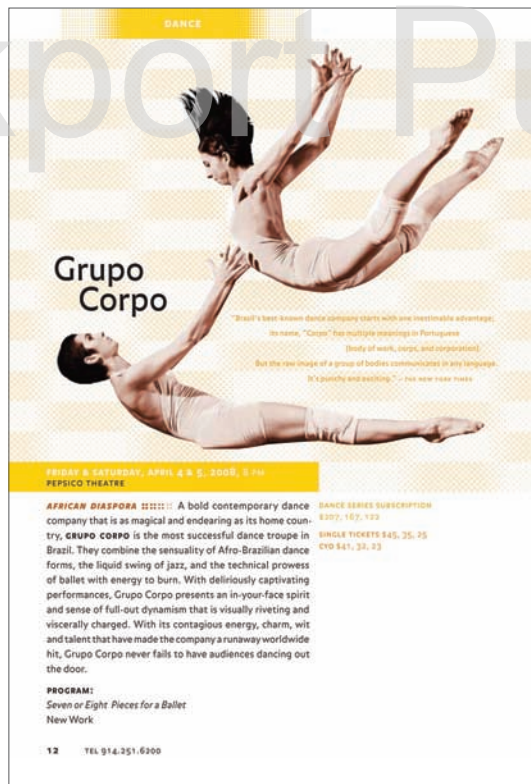 xport Pu
DANCE
Grupo
Corpo
"Brazil's best-known dance company starts with one inestimable advantage;
its name, "Corpo" has multiple meanings in Portuguese
(body of work, corps, and corporation).
But the raw image of a group of bodies communicates in any language.
It's punchy and exciting." – THE NEW YORK TIMES
FRIDAY & SATURDAY, APRIL 4 & 5, 2008, 8 PM
PEPSICO THEATRE
AFRICAN DIASPORA A bold contemporary dance
company that is as magical and endearing as its home coun-
try, GRUPO CORPO is the most successful dance troupe in
Brazil. They combine the sensuality of Afro-Brazilian dance
forms, the liquid swing of jazz, and the technical prowess
of ballet with energy to burn. With deliriously captivating
performances, Grupo Corpo presents an in-your-face spirit
and sense of full-out dynamism that is visually riveting and
viscerally charged. With its contagious energy, charm, wit
and talent that have made the company a runaway worldwide
hit, Grupo Corpo never fails to have audiences dancing out
the door.
DANCE SERIES SUBSCRIPTION
$207, 167, 122
SINGLE TICKETS $45, 35, 25
CYO $41, 32, 23
PROGRAM:
Seven or Eight Pieces for a Ballet
New Work
12 TEL 914.251.6200